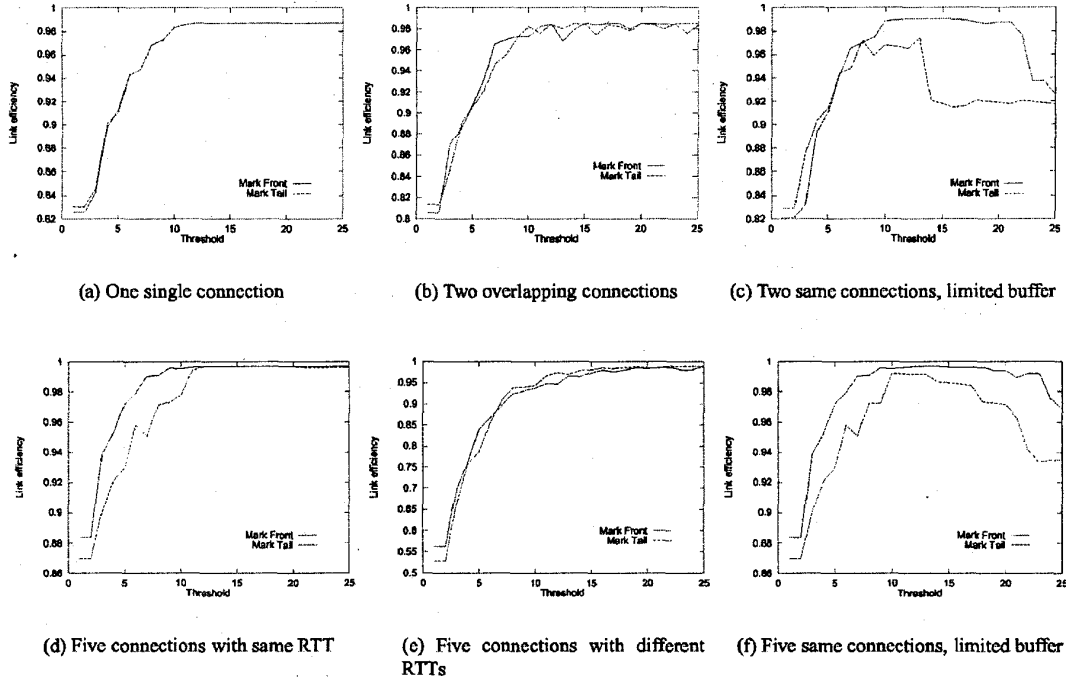 1
0.98
0.96
0.94
0.92
0.9
0.88
0.86
0.84
0.82
Link efficiency
Mark Front
Mark Tail
0 5 10 15 20 25
Threshold
(a) One single connection
1
0.98
0.96
0.94
0.92
0.9
0.88
0.86
0.84
0.82
0.8
Link efficiency
Mark Front
Mark Tail
0 5 10 15 20 25
Threshold
(b) Two overlapping connections
1
0.98
0.96
0.94
0.92
0.9
0.88
0.86
0.84
0.82
Link efficiency
Mark Front
Mark Tail
0 5 10 15 20 25
Threshold
(c) Two same connections, limited buffer
1
0.98
0.96
0.94
0.92
0.9
0.88
0.86
Link efficiency
Mark Front
Mark Tail
0 5 10 15 20 25
Threshold
(d) Five connections with same RTT
1
0.95
0.9
0.85
0.8
0.75
0.7
0.65
0.6
0.55
0.5
Link efficiency
Mark Front
Mark Tail
0 5 10 15 20 25
Threshold
(e) Five connections with different
RTTs
1
0.98
0.96
0.94
0.92
0.9
0.88
0.86
Link efficiency
Mark Front
Mark Tail
0 5 10 15 20 25
Threshold
(f) Five same connections, limited buffer